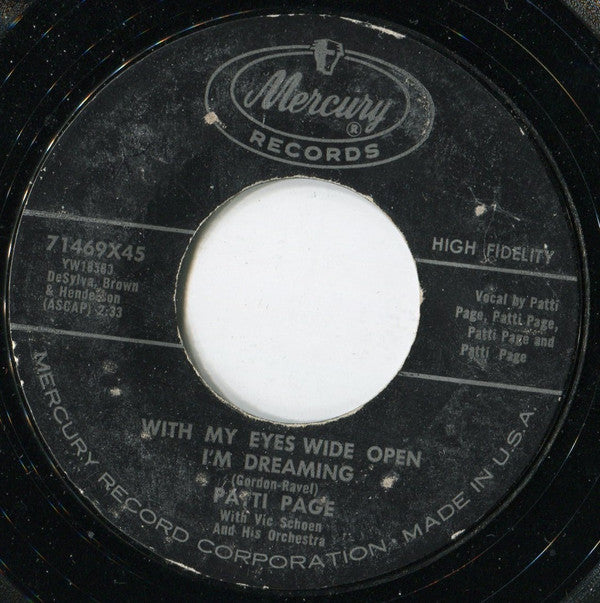 Mercury
®
RECORDS
71469X45
YW18383
DeSylva, Brown
& Henderson
(ASCAP) 2:33
HIGH FIDELITY
Vocal by Patti
Page, Patti Page,
Patti Page and
Patti Page
WITH MY EYES WIDE OPEN
I'M DREAMING
(Gordon-Ravel)
PATTI PAGE
With Vic Schoen
And His Orchestra
MERCURY RECORD CORPORATION • MADE IN U.S.A.